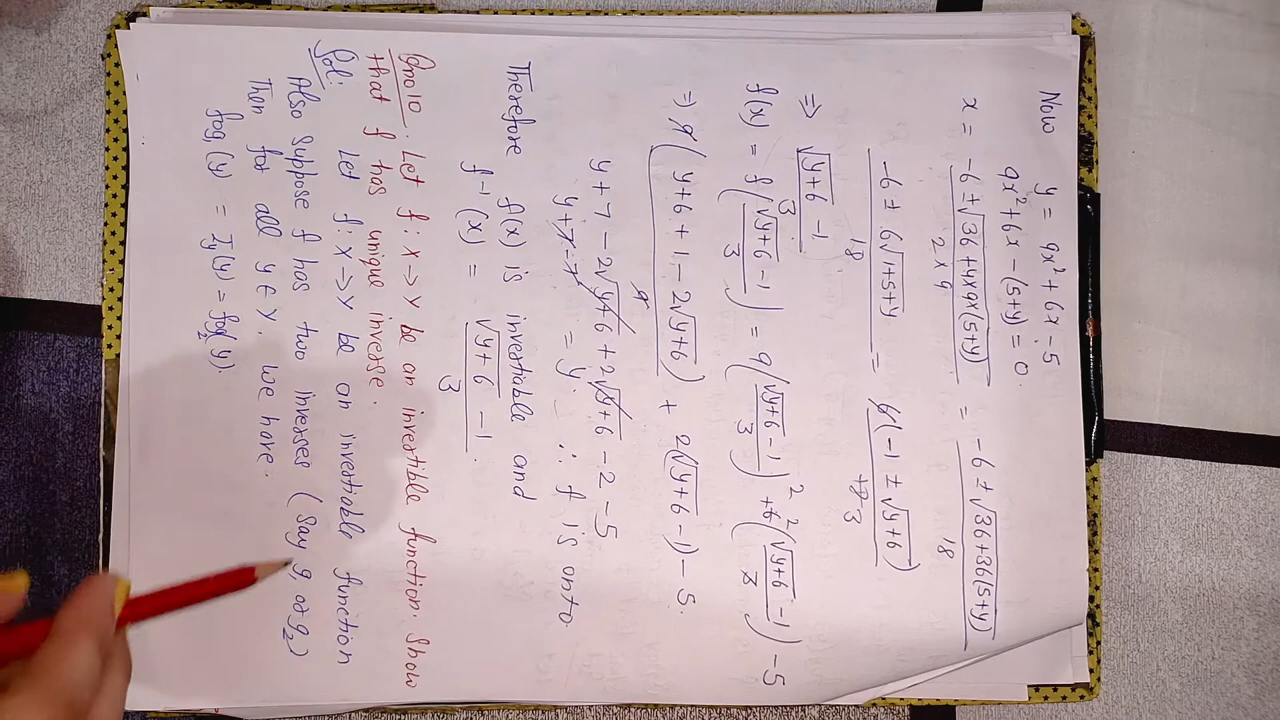 Now y = 9x² + 6x - 5
9x² + 6x - (5+y) = 0.
x = -6 ± √36 + 4×9×(5+y) / 2×9 = -6 ± √36+36(5+y) / 18
-6 ± 6√1+5+y / 18 = 6(-1 ± √y+6) / 18 3
⇒ √y+6 - 1 / 3
f(x) = f(√y+6 - 1 / 3) = 9(√y+6 - 1 / 3)² + 6²(√y+6 - 1 / 3) - 5
⇒ 9(y+6+1-2√y+6 / 9) + 2√y+6 - 1) - 5.
y + 7 - 2√y+6 + 2√y+6 - 2 - 5
y+7-7 = y ∴ f is onto
Therefore f(x) is invertiable and
f⁻¹(x) = √y+6 - 1 / 3.
Qno10. Let f: x → y be an invertible function. Show
that f has unique inverse.
Sol: Let f: x → y be an invertiable function
Also Suppose f has two inverses (Say g₁ or g₂)
Then for all y ∈ y, we have.
fog₁(y) = Iy(y) = fog₂(y).